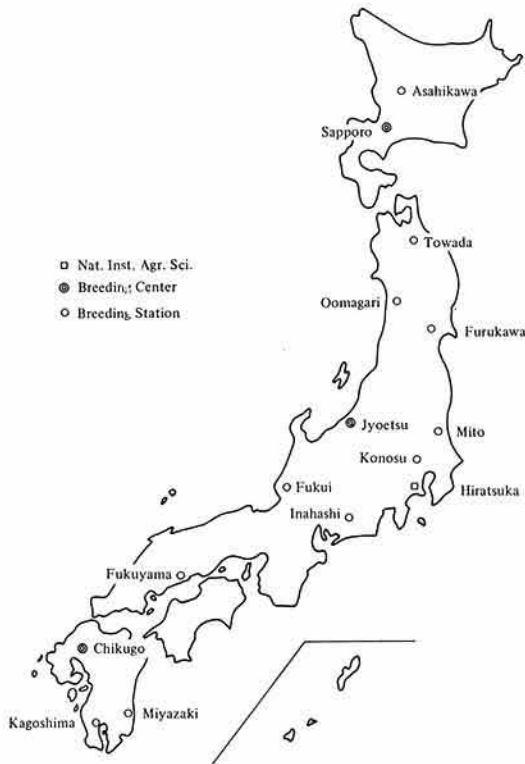 Asahikawa
Sapporo
Towada
Nat. Inst. Agr. Sci.
Breeding Center
Oomagari
Breeding Station
Furukawa
Jyoetsu
Mito
Konosu
Fukui
Hiratsuka
Inahashi
Fukuyama
Chikugo
Miyazaki
Kagoshima